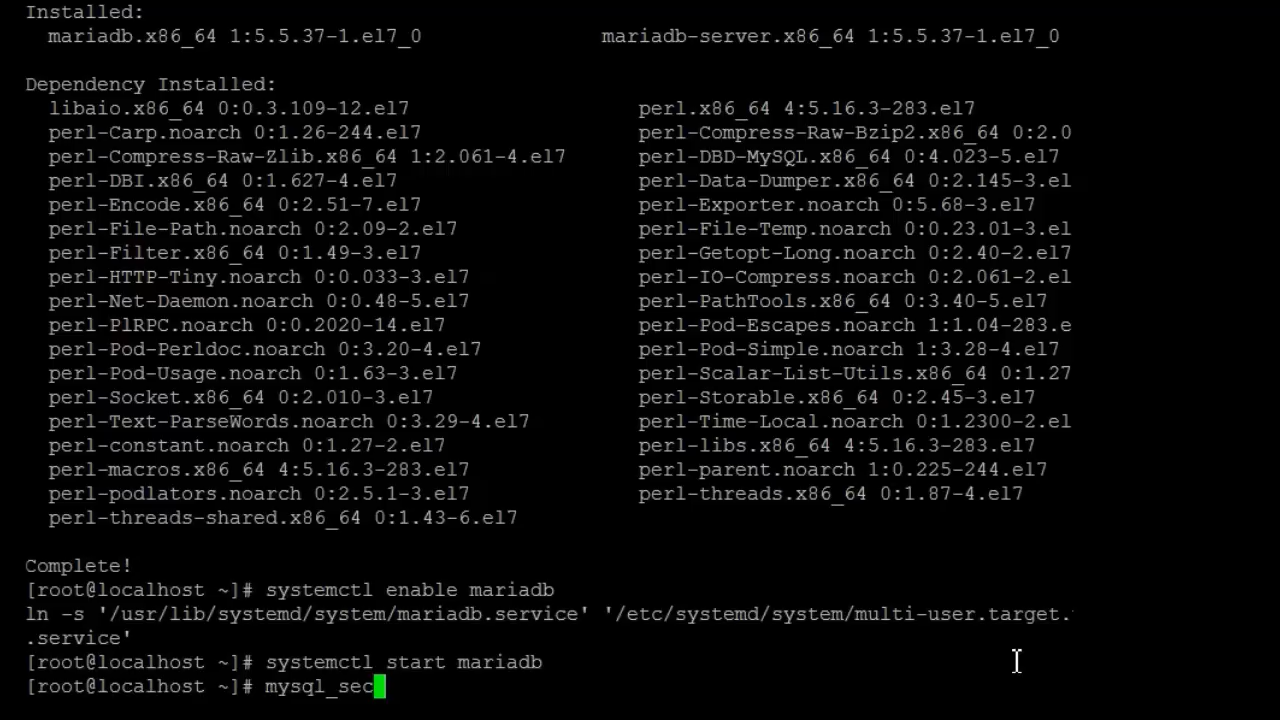 Installed:
mariadb.x86_64 1:5.5.37-1.el7_0 mariadb-server.x86_64 1:5.5.37-1.el7_0
Dependency Installed:
libaio.x86_64 0:0.3.109-12.el7 perl.x86_64 4:5.16.3-283.el7
perl-Carp.noarch 0:1.26-244.el7 perl-Compress-Raw-Bzip2.x86_64 0:2.0
perl-Compress-Raw-Zlib.x86_64 1:2.061-4.el7 perl-DBD-MySQL.x86_64 0:4.023-5.el7
perl-DBI.x86_64 0:1.627-4.el7 perl-Data-Dumper.x86_64 0:2.145-3.el
perl-Encode.x86_64 0:2.51-7.el7 perl-Exporter.noarch 0:5.68-3.el7
perl-File-Path.noarch 0:2.09-2.el7 perl-File-Temp.noarch 0:0.23.01-3.el
perl-Filter.x86_64 0:1.49-3.el7 perl-Getopt-Long.noarch 0:2.40-2.el7
perl-HTTP-Tiny.noarch 0:0.033-3.el7 perl-IO-Compress.noarch 0:2.061-2.el
perl-Net-Daemon.noarch 0:0.48-5.el7 perl-PathTools.x86_64 0:3.40-5.el7
perl-PlRPC.noarch 0:0.2020-14.el7 perl-Pod-Escapes.noarch 1:1.04-283.e
perl-Pod-Perldoc.noarch 0:3.20-4.el7 perl-Pod-Simple.noarch 1:3.28-4.el7
perl-Pod-Usage.noarch 0:1.63-3.el7 perl-Scalar-List-Utils.x86_64 0:1.27
perl-Socket.x86_64 0:2.010-3.el7 perl-Storable.x86_64 0:2.45-3.el7
perl-Text-ParseWords.noarch 0:3.29-4.el7 perl-Time-Local.noarch 0:1.2300-2.el
perl-constant.noarch 0:1.27-2.el7 perl-libs.x86_64 4:5.16.3-283.el7
perl-macros.x86_64 4:5.16.3-283.el7 perl-parent.noarch 1:0.225-244.el7
perl-podlators.noarch 0:2.5.1-3.el7 perl-threads.x86_64 0:1.87-4.el7
perl-threads-shared.x86_64 0:1.43-6.el7
Complete!
[root@localhost ~]# systemctl enable mariadb
ln -s '/usr/lib/systemd/system/mariadb.service' '/etc/systemd/system/multi-user.target.
.service'
[root@localhost ~]# systemctl start mariadb
[root@localhost ~]# mysql_sec